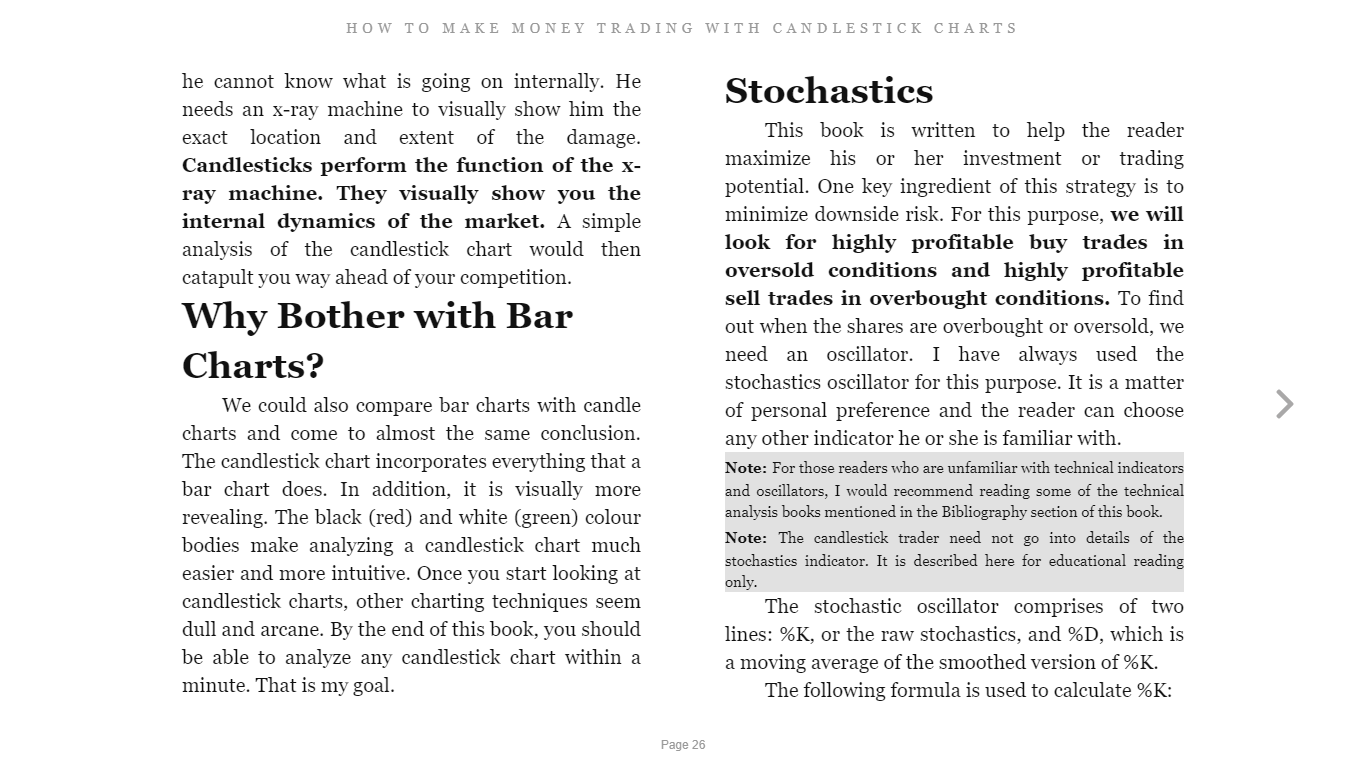 HOW TO MAKE MONEY TRADING WITH CANDLESTICK CHARTS
he cannot know what is going on internally. He
needs an x-ray machine to visually show him the
exact location and extent of the damage.
Candlesticks perform the function of the x-
ray machine. They visually show you the
internal dynamics of the market. A simple
analysis of the candlestick chart would then
catapult you way ahead of your competition.
Why Bother with Bar
Charts?
We could also compare bar charts with candle
charts and come to almost the same conclusion.
The candlestick chart incorporates everything that a
bar chart does. In addition, it is visually more
revealing. The black (red) and white (green) colour
bodies make analyzing a candlestick chart much
easier and more intuitive. Once you start looking at
candlestick charts, other charting techniques seem
dull and arcane. By the end of this book, you should
be able to analyze any candlestick chart within a
minute. That is my goal.
Stochastics
This book is written to help the reader
maximize his or her investment or trading
potential. One key ingredient of this strategy is to
minimize downside risk. For this purpose, we will
look for highly profitable buy trades in
oversold conditions and highly profitable
sell trades in overbought conditions. To find
out when the shares are overbought or oversold, we
need an oscillator. I have always used the
stochastics oscillator for this purpose. It is a matter
of personal preference and the reader can choose
any other indicator he or she is familiar with.
Note: For those readers who are unfamiliar with technical indicators
and oscillators, I would recommend reading some of the technical
analysis books mentioned in the Bibliography section of this book.
Note: The candlestick trader need not go into details of the
stochastics indicator. It is described here for educational reading
only.
The stochastic oscillator comprises of two
lines: %K, or the raw stochastics, and %D, which is
a moving average of the smoothed version of %K.
The following formula is used to calculate %K:
Page 26